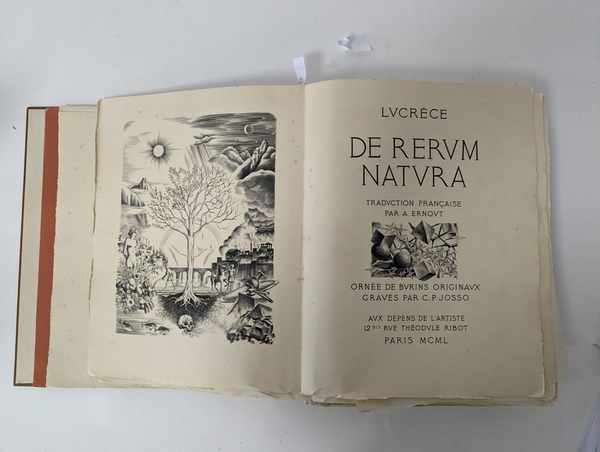 LVCRÈCE
DE RERVM
NATVRA
TRADVCTION FRANÇAISE
PAR A. ERNOVT
ORNÉE DE BVRINS ORIGINAVX
GRAVÉS PAR C.P. JOSSO
AVX DÉPENS DE L'ARTISTE
12 BIS RVE THÉODVLE RIBOT
PARIS MCML